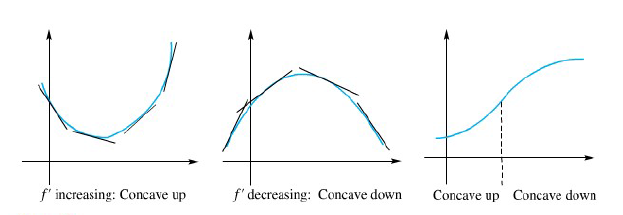 f′ increasing: Concave up
f′ decreasing: Concave down
Concave up Concave down